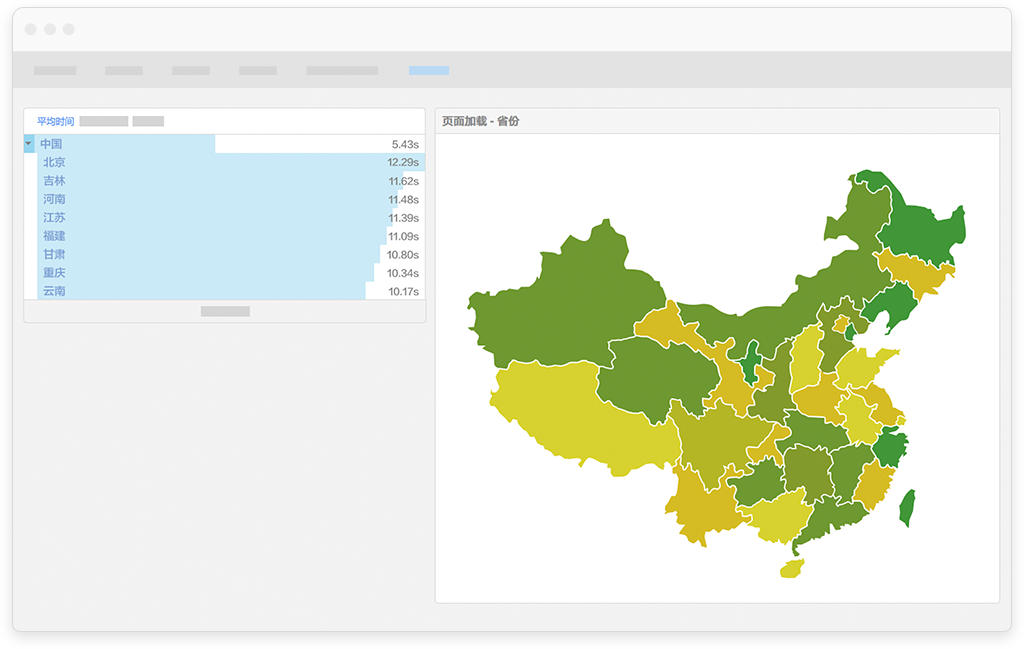 平均时间
页面加载 - 省份
中国 5.43s
北京 12.29s
吉林 11.62s
河南 11.48s
江苏 11.39s
福建 11.09s
甘肃 10.80s
重庆 10.34s
云南 10.17s